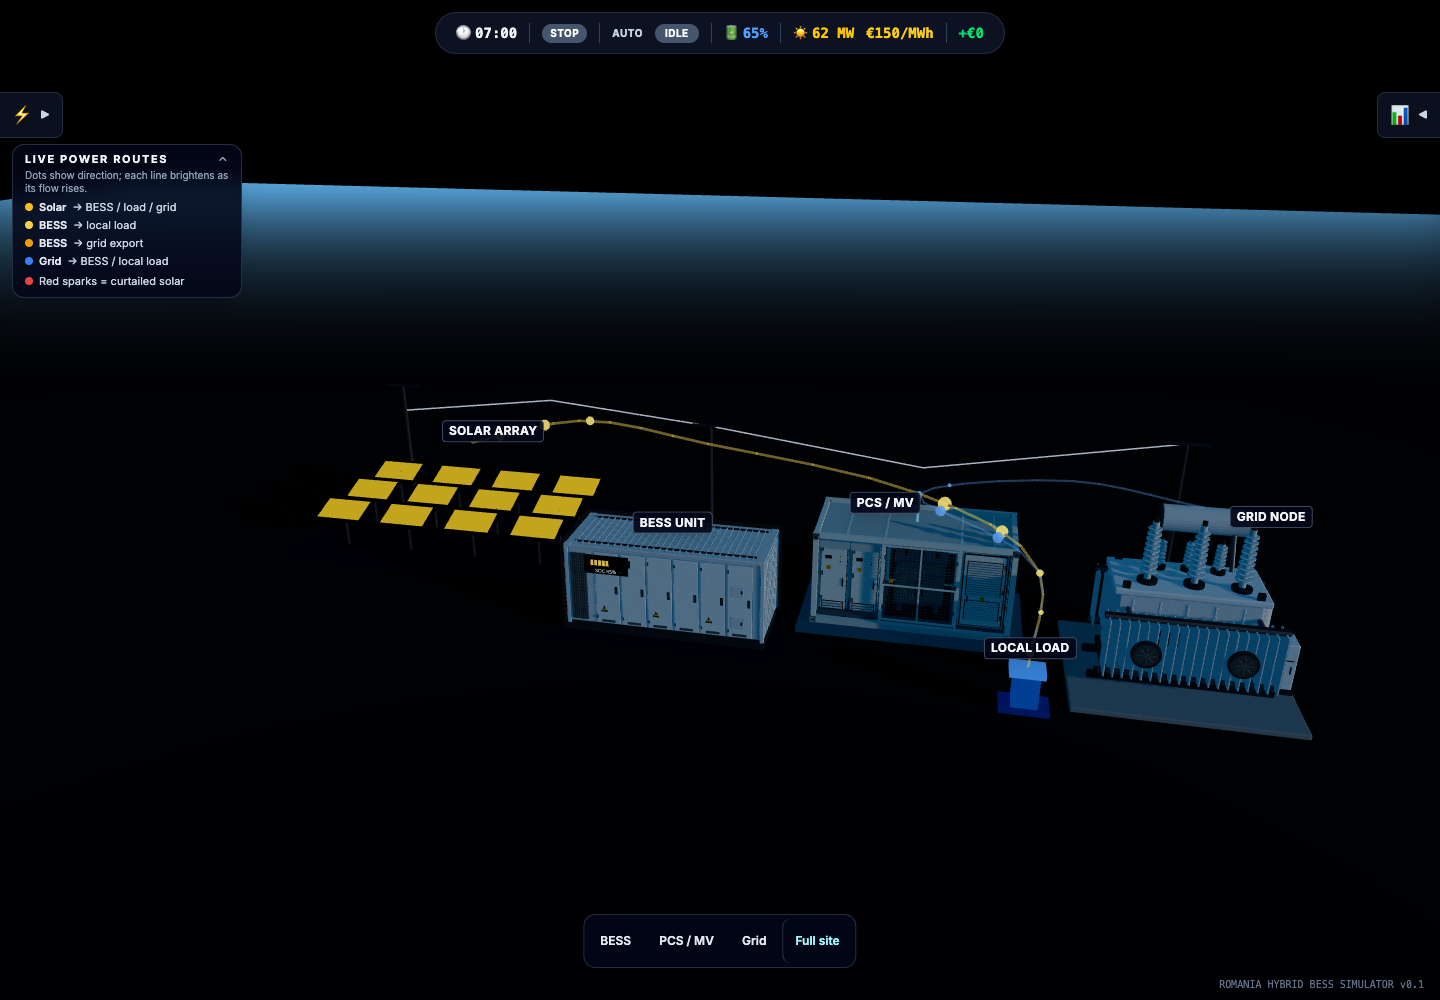 07:00 STOP AUTO IDLE 65% 62 MW €150/MWh +€0
LIVE POWER ROUTES
Dots show direction; each line brightens as
its flow rises.
Solar → BESS / load / grid
BESS → local load
BESS → grid export
Grid → BESS / local load
Red sparks = curtailed solar
SOLAR ARRAY
BESS UNIT
PCS / MV
GRID NODE
SOC 65%
LOCAL LOAD
BESS PCS / MV Grid Full site
ROMANIA HYBRID BESS SIMULATOR v0.1